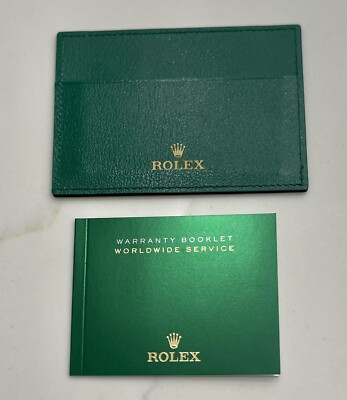 ROLEX
WARRANTY BOOKLET
WORLDWIDE SERVICE
ROLEX